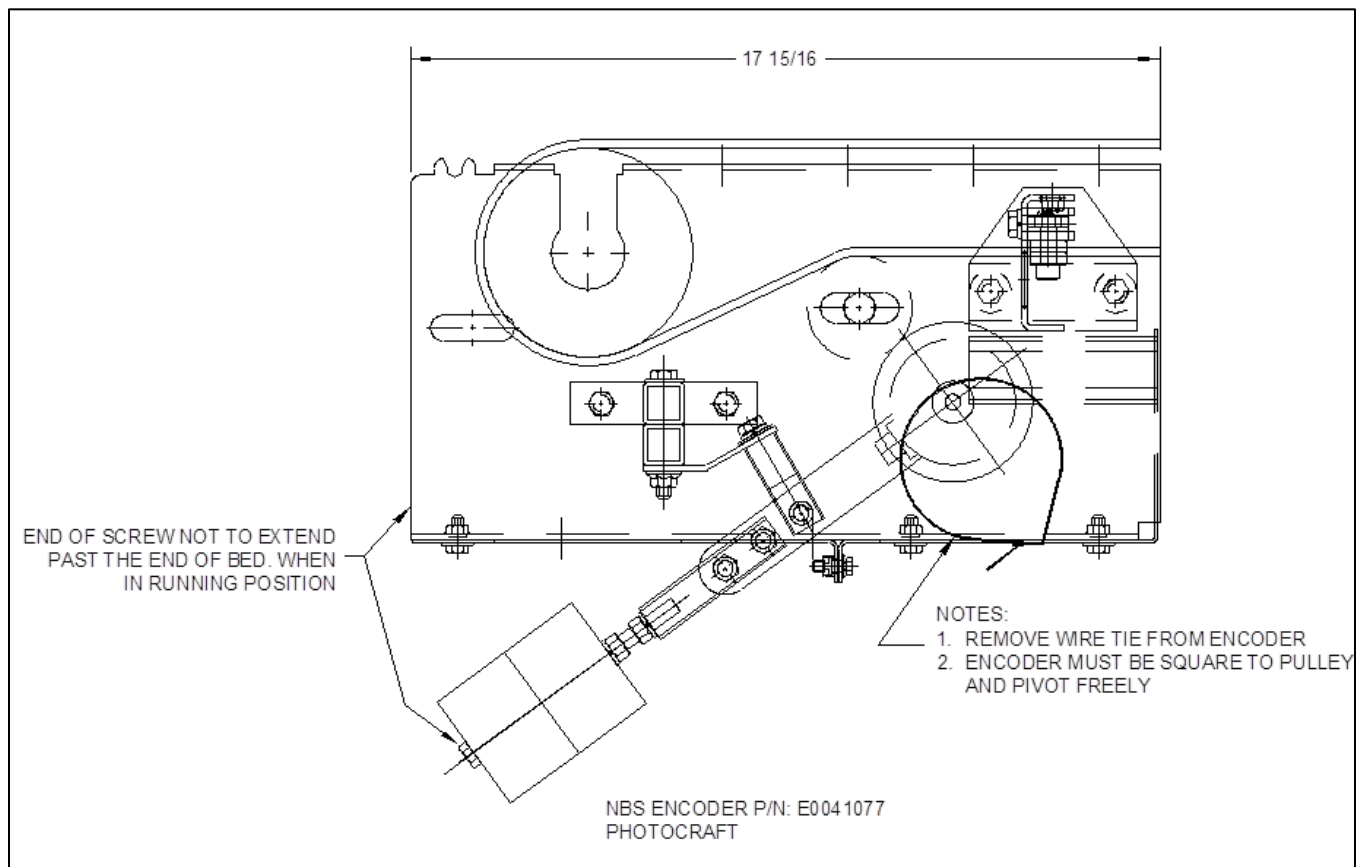 17 15/16
END OF SCREW NOT TO EXTEND
PAST THE END OF BED. WHEN
IN RUNNING POSITION
NOTES:
1. REMOVE WIRE TIE FROM ENCODER
2. ENCODER MUST BE SQUARE TO PULLEY
AND PIVOT FREELY
NBS ENCODER P/N: E0041077
PHOTOCRAFT